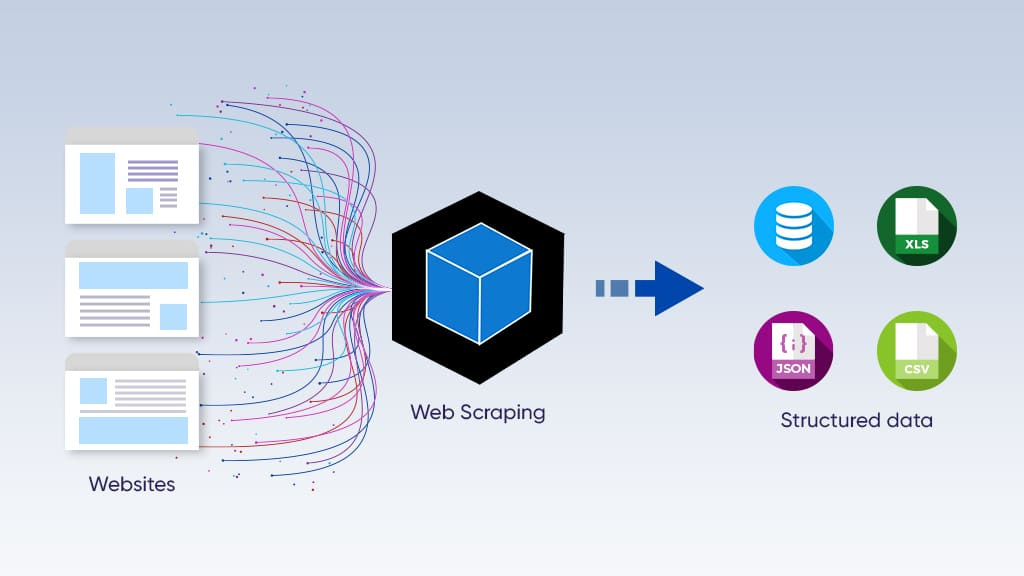 Websites
Web Scraping
XLS
{;}
JSON
CSV
Structured data